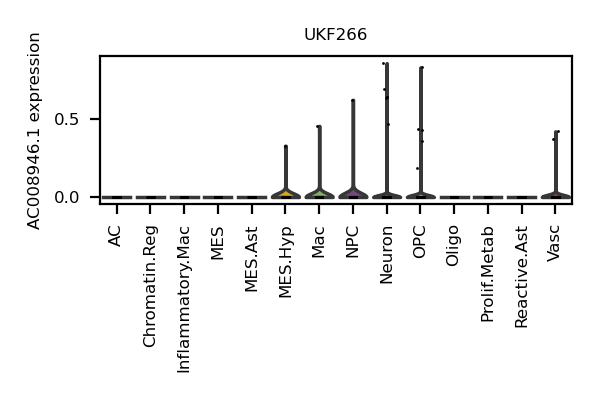 UKF266
AC008946.1 expression
0.5
0.0
AC
Chromatin.Reg
Inflammatory.Mac
MES
MES.Ast
MES.Hyp
Mac
NPC
Neuron
OPC
Oligo
Prolif.Metab
Reactive.Ast
Vasc